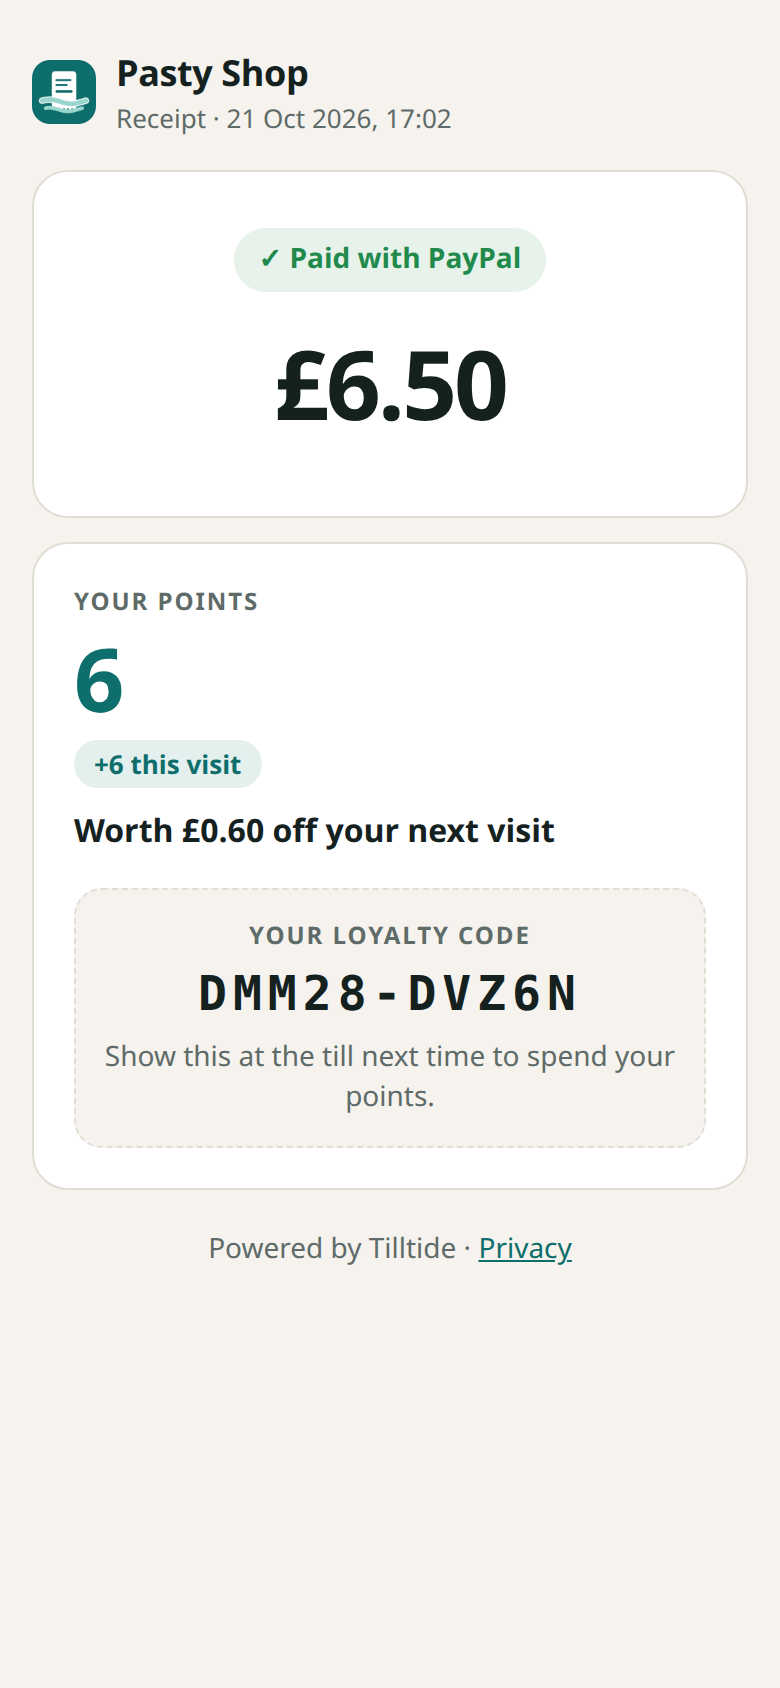 Pasty Shop
Receipt · 21 Oct 2026, 17:02
✓ Paid with PayPal
£6.50
YOUR POINTS
6
+6 this visit
Worth £0.60 off your next visit
YOUR LOYALTY CODE
DMM28-DVZ6N
Show this at the till next time to spend your
points.
Powered by Tilltide · Privacy